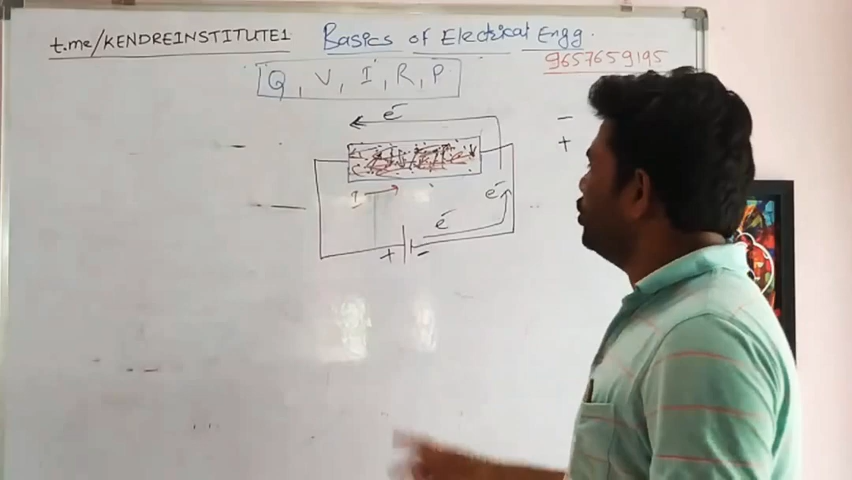 t.me/KENDREINSTITUTE1 Basics of Electrical Engg.
9657659195
Q, V, I, R, P
e⁻
−
+
I
e⁻
e⁻
+ −